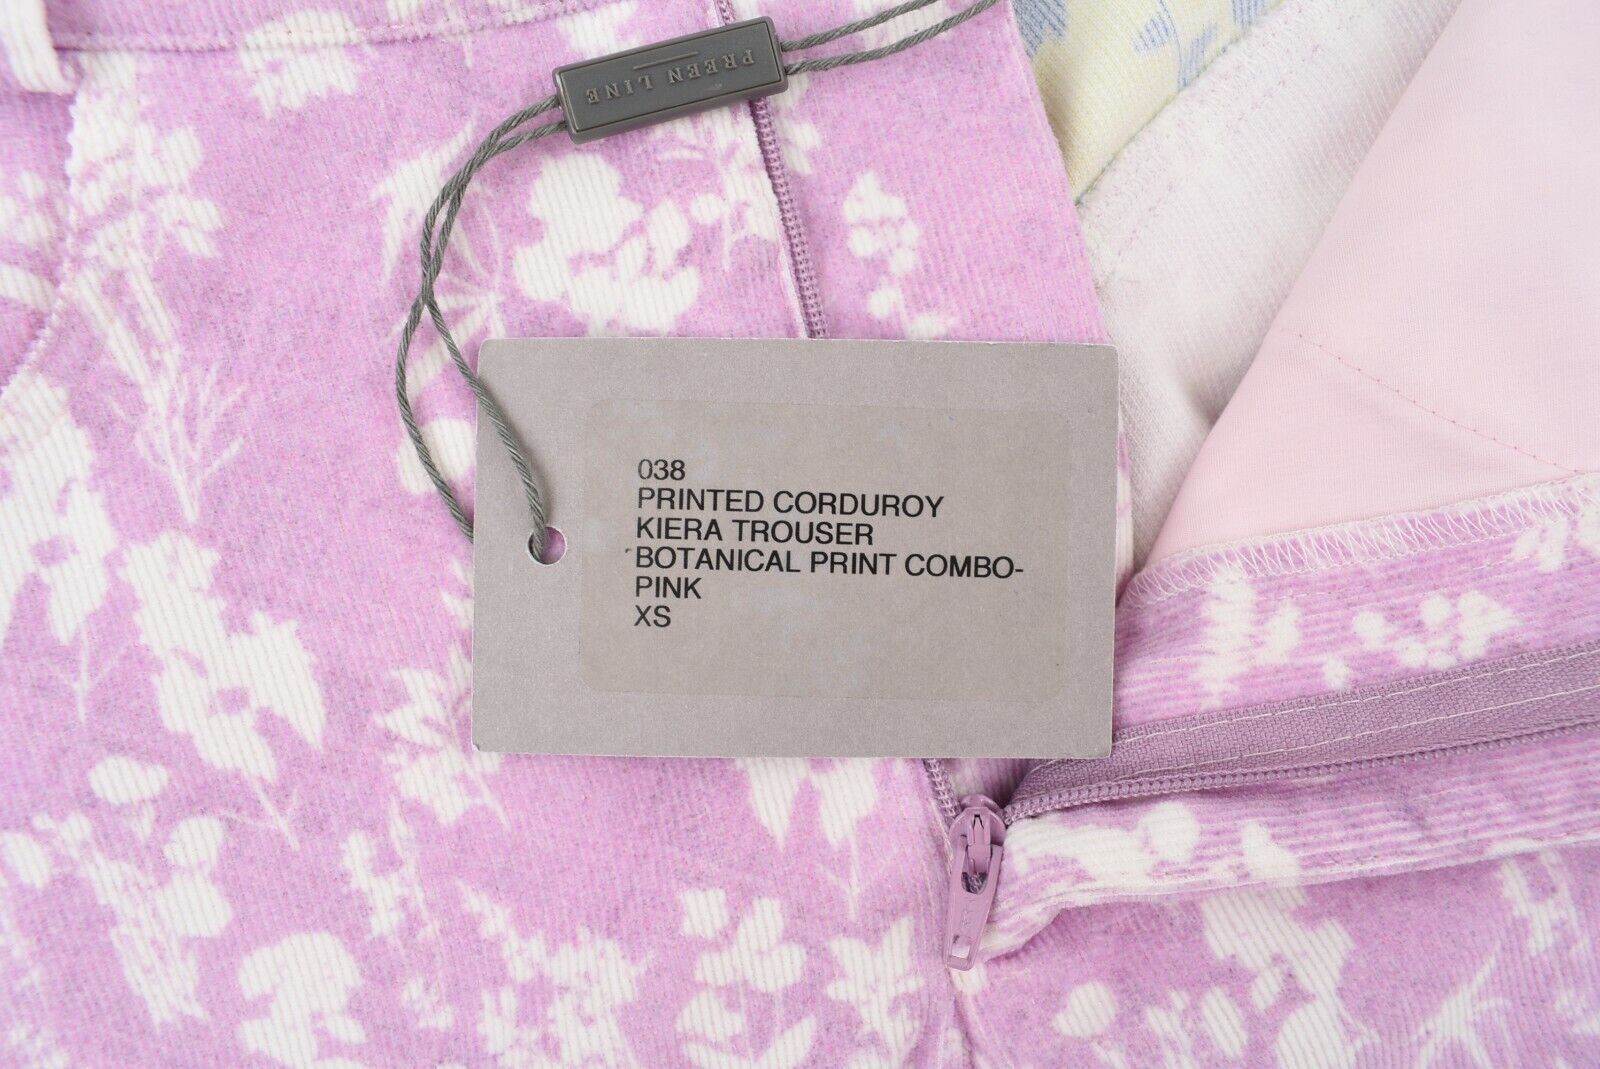 PREEN LINE
038
PRINTED CORDUROY
KIERA TROUSER
BOTANICAL PRINT COMBO-
PINK
XS